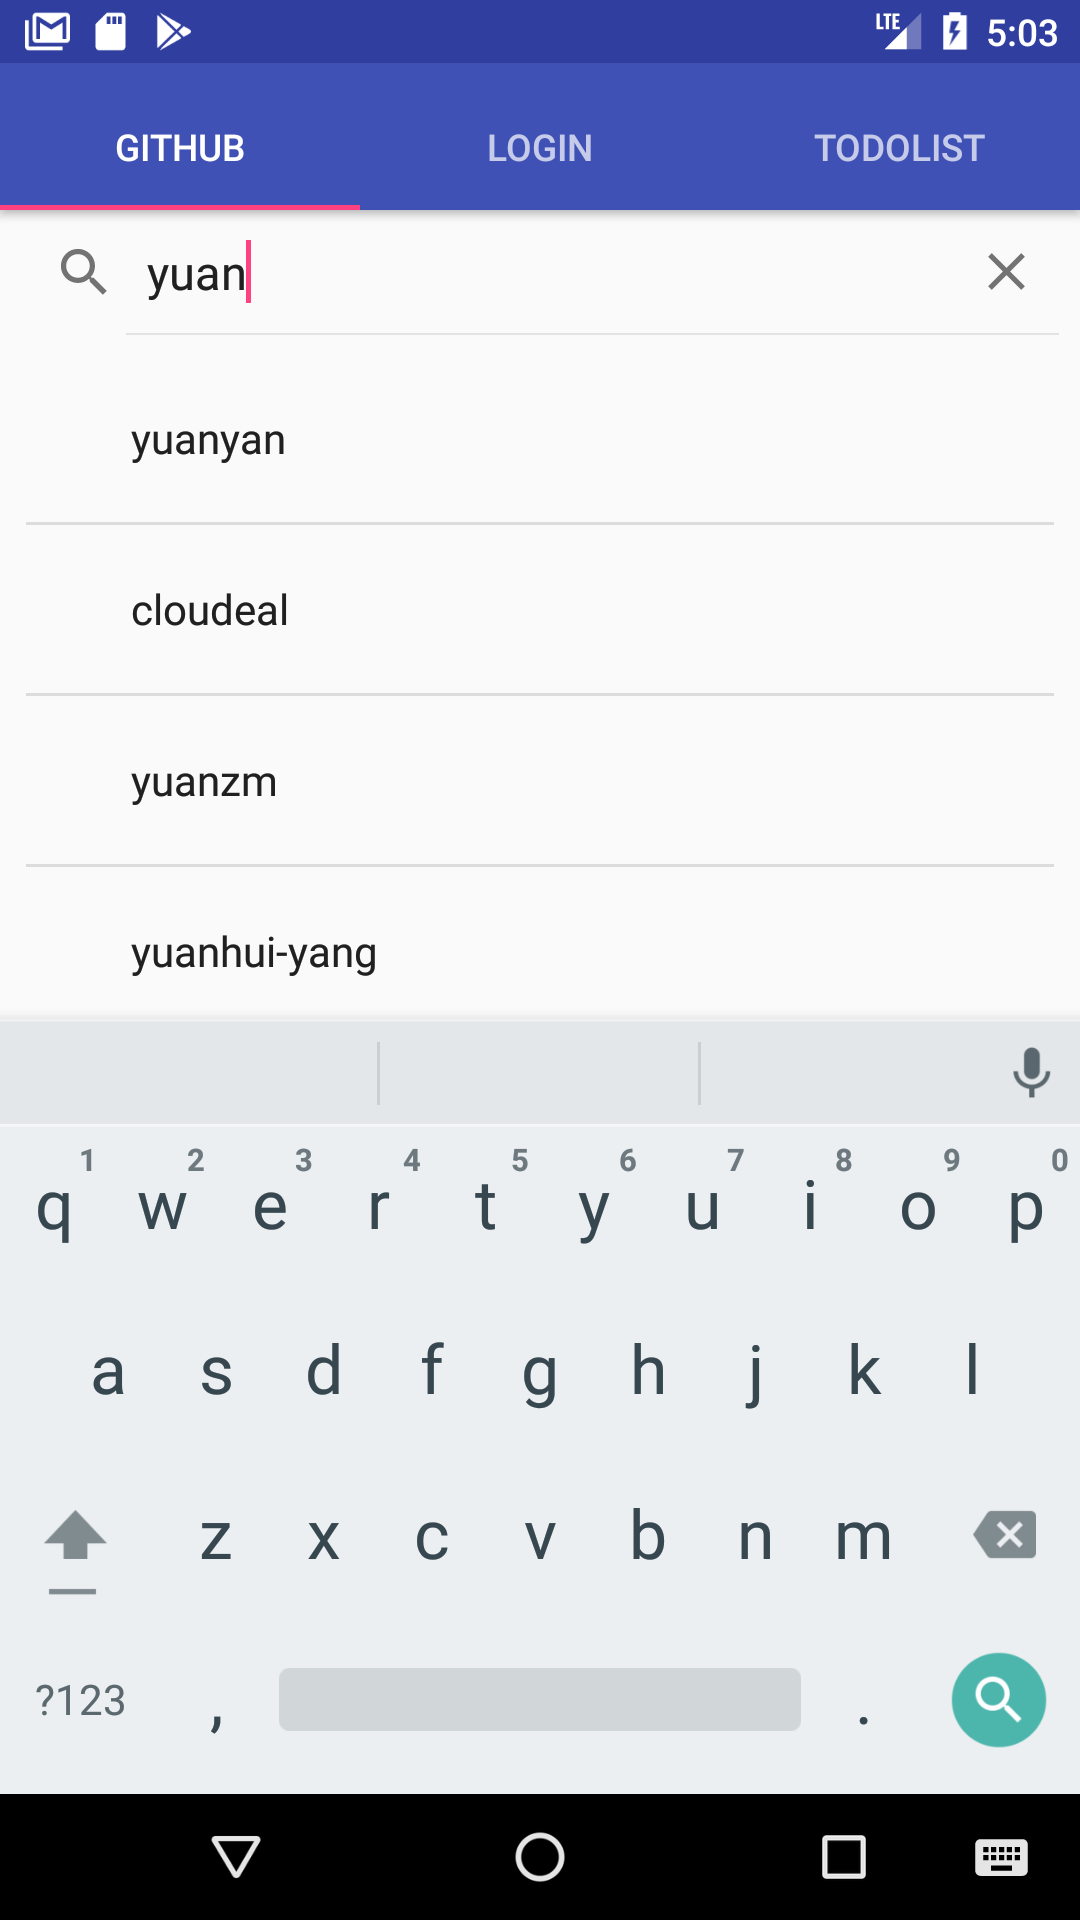 LTE 5:03
GITHUB LOGIN TODOLIST
yuan
yuanyan
cloudeal
yuanzm
yuanhui-yang
1 2 3 4 5 6 7 8 9 0
q w e r t y u i o p
a s d f g h j k l
z x c v b n m
?123 , .